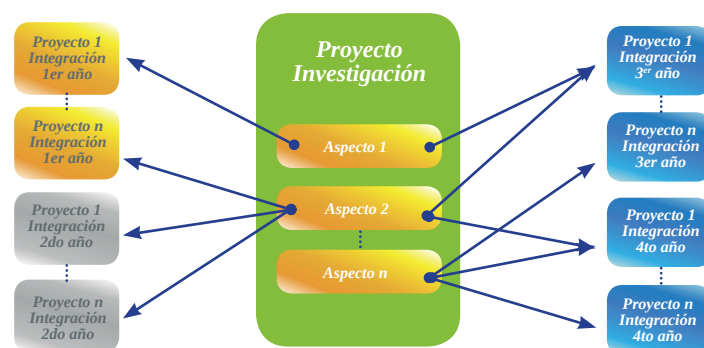 Proyecto 1
Integración
1er año
Proyecto n
Integración
1er año
Proyecto 1
Integración
2do año
Proyecto n
Integración
2do año
Proyecto
Investigación
Aspecto 1
Aspecto 2
Aspecto n
Proyecto 1
Integración
3er año
Proyecto n
Integración
3er año
Proyecto 1
Integración
4to año
Proyecto n
Integración
4to año